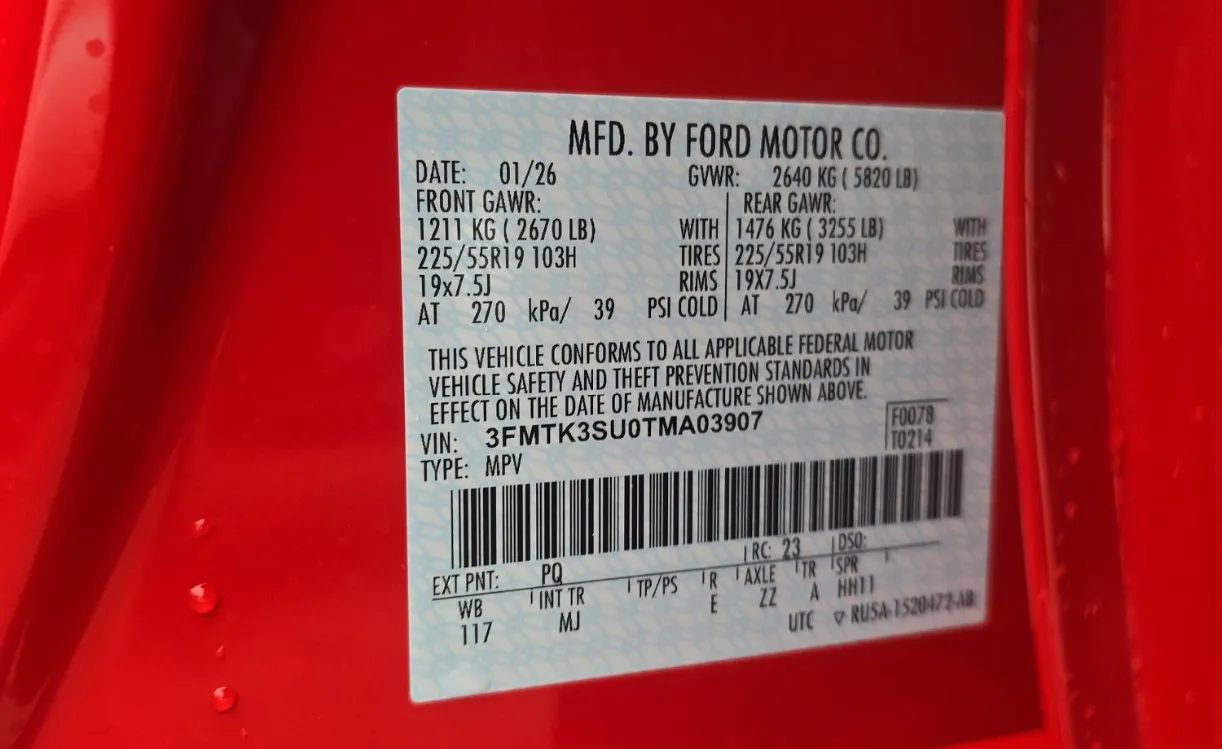 MFD. BY FORD MOTOR CO.
DATE: 01/26 GVWR: 2640 KG ( 5820 LB)
FRONT GAWR: REAR GAWR:
1211 KG ( 2670 LB) WITH 1476 KG ( 3255 LB) WITH
225/55R19 103H TIRES 225/55R19 103H TIRES
19x7.5J RIMS 19X7.5J RIMS
AT 270 kPa/ 39 PSI COLD AT 270 kPa/ 39 PSI COLD
THIS VEHICLE CONFORMS TO ALL APPLICABLE FEDERAL MOTOR
VEHICLE SAFETY AND THEFT PREVENTION STANDARDS IN
EFFECT ON THE DATE OF MANUFACTURE SHOWN ABOVE.
VIN: 3FMTK3SU0TMA03907 F0078
TYPE: MPV T0214
EXT PNT: PQ RC: 23 DSO:
WB INT TR TP/PS R AXLE TR SPR
117 MJ E ZZ A HH11
UTC ▽ RUSA-1520472-AB